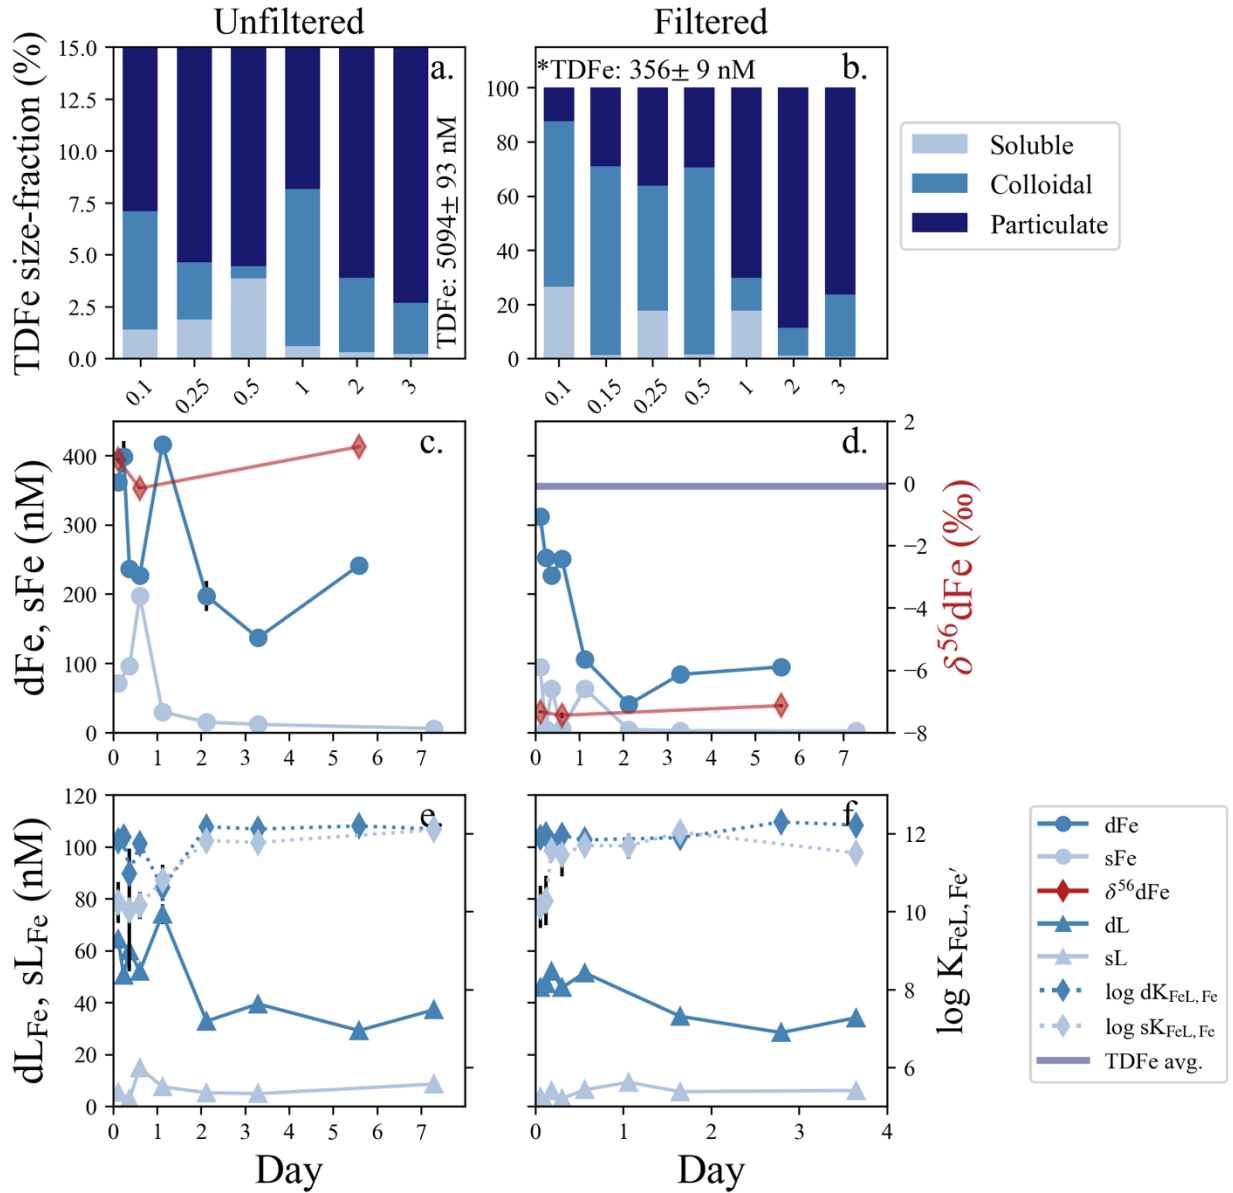 Unfiltered
Filtered
TDFe size-fraction (%)
15.0
12.5
10.0
7.5
5.0
2.5
0.0
a.
TDFe: 5094± 93 nM
0.1
0.25
0.5
1
2
3
*TDFe: 356± 9 nM
b.
100
80
60
40
20
0
0.1
0.15
0.25
0.5
1
2
3
Soluble
Colloidal
Particulate
dFe, sFe (nM)
400
300
200
100
0
c.
0 1 2 3 4 5 6 7
d.
2
0
−2
−4
−6
−8
δ⁵⁶dFe (‰)
0 1 2 3 4 5 6 7
dL_Fe, sL_Fe (nM)
120
100
80
60
40
20
0
e.
0 1 2 3 4 5 6 7
Day
f.
12
10
8
6
log K_FeL, Fe′
0 1 2 3 4
Day
dFe
sFe
δ⁵⁶dFe
dL
sL
log dK_FeL, Fe
log sK_FeL, Fe
TDFe avg.